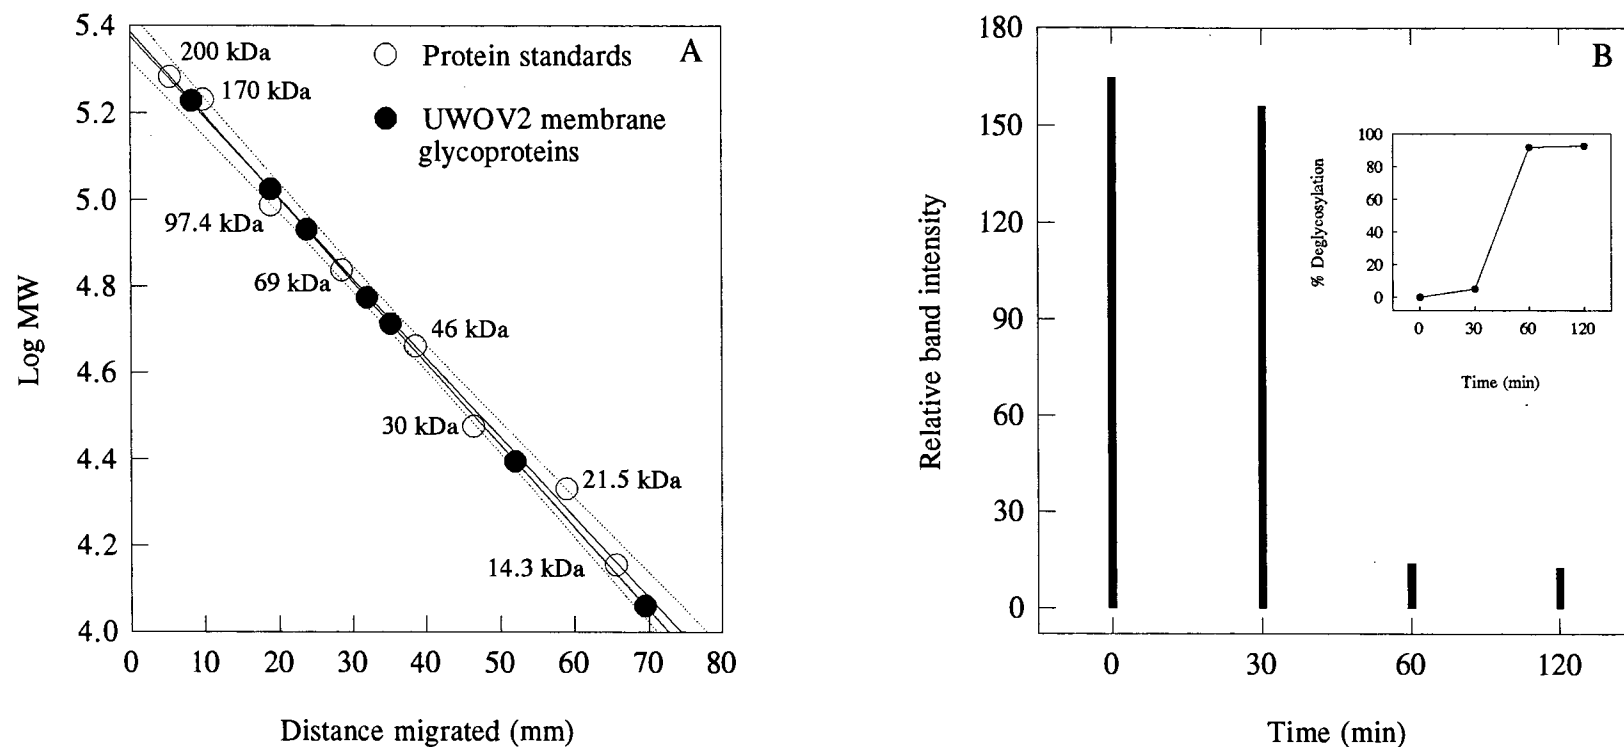 A
Protein standards
UWOV2 membrane
glycoproteins
200 kDa
170 kDa
97.4 kDa
69 kDa
46 kDa
30 kDa
21.5 kDa
14.3 kDa
Log MW
5.4
5.2
5.0
4.8
4.6
4.4
4.2
4.0
0 10 20 30 40 50 60 70 80
Distance migrated (mm)
B
Relative band intensity
180
150
120
90
60
30
0
0 30 60 120
Time (min)
% Deglycosylation
100
80
60
40
20
0
0 30 60 120
Time (min)